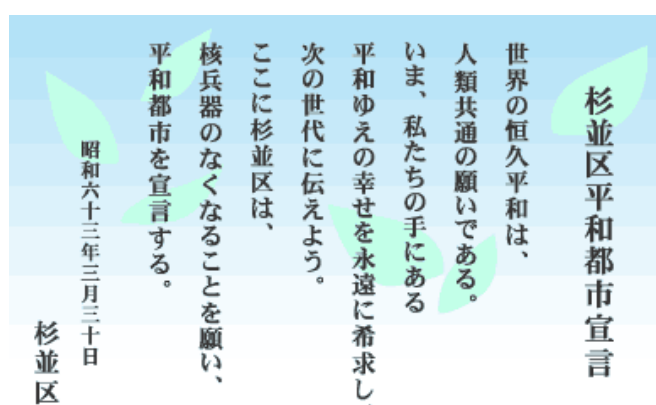 杉並区平和都市宣言
世界の恒久平和は、
人類共通の願いである。
いま、私たちの手にある
平和ゆえの幸せを永遠に希求し、
次の世代に伝えよう。
ここに杉並区は、
核兵器のなくなることを願い、
平和都市を宣言する。
昭和六十三年三月三十日
杉並区